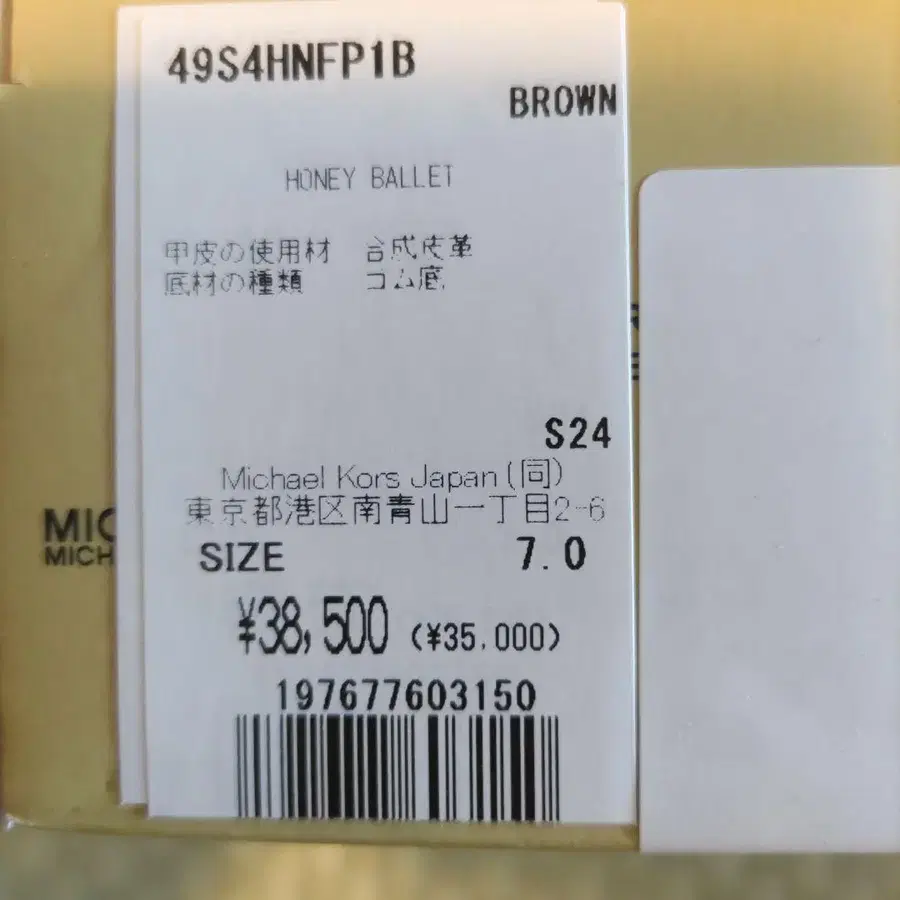 49S4HNFP1B
BROWN
HONEY BALLET
甲皮の使用材 合成皮革
底材の種類 ゴム底
S24
Michael Kors Japan(同)
東京都港区南青山一丁目2-6
SIZE 7.0
¥38,500 (¥35,000)
197677603150
MIC
MICH